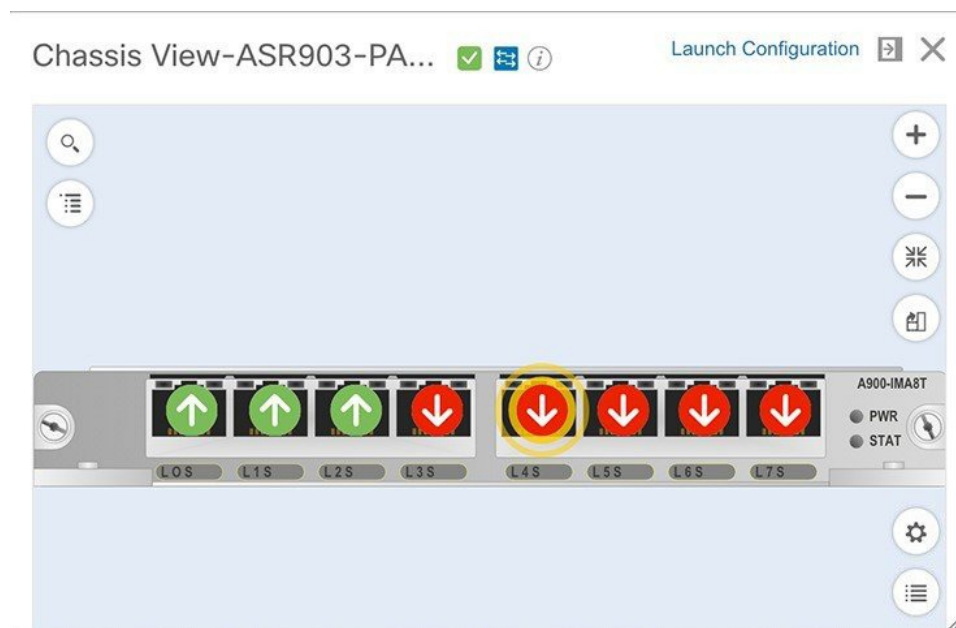 Chassis View-ASR903-PA...
Launch Configuration
A900-IMA8T
PWR
STAT
L0S L1S L2S L3S L4S L5S L6S L7S